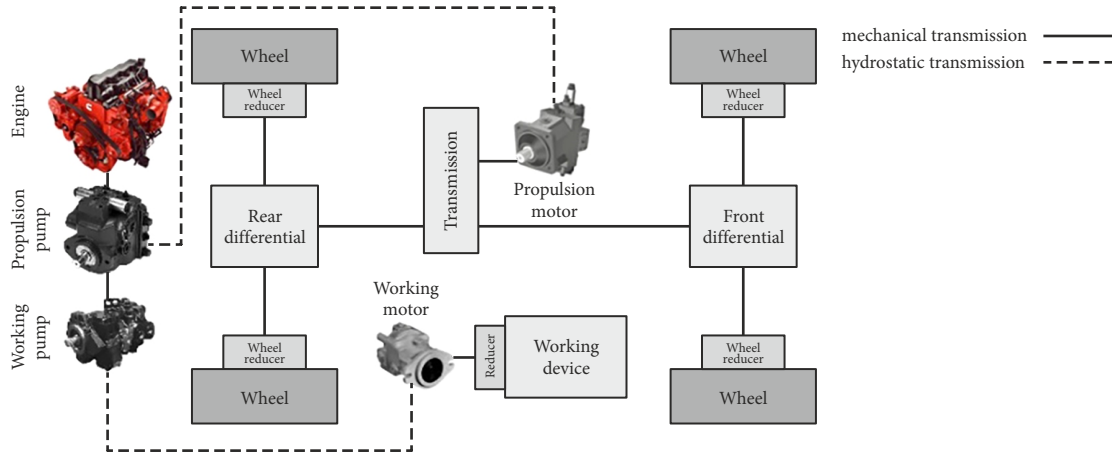 Wheel
Wheel
mechanical transmission
hydrostatic transmission
Engine
Wheel
reducer
Wheel
reducer
Transmission
Propulsion
pump
Propulsion
motor
Rear
differential
Front
differential
Working
pump
Working
motor
Wheel
reducer
Reducer
Working
device
Wheel
reducer
Wheel
Wheel